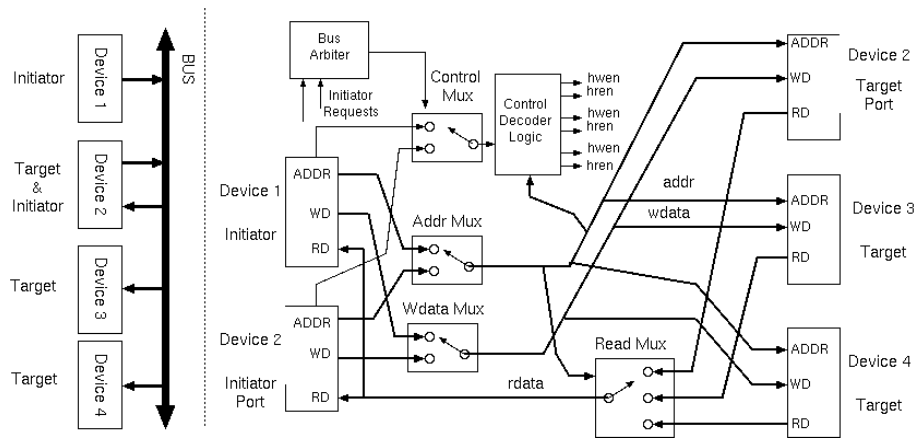 Initiator
Device 1
BUS
Target
&
Initiator
Device 2
Target
Device 3
Target
Device 4
Bus
Arbiter
Initiator
Requests
Control
Mux
Control
Decoder
Logic
hwen
hren
hwen
hren
hwen
hren
Device 1
Initiator
ADDR
WD
RD
Addr Mux
Wdata Mux
Device 2
Initiator
Port
ADDR
WD
RD
rdata
Read Mux
addr
wdata
ADDR
WD
RD
Device 2
Target
Port
ADDR
WD
RD
Device 3
Target
ADDR
WD
RD
Device 4
Target